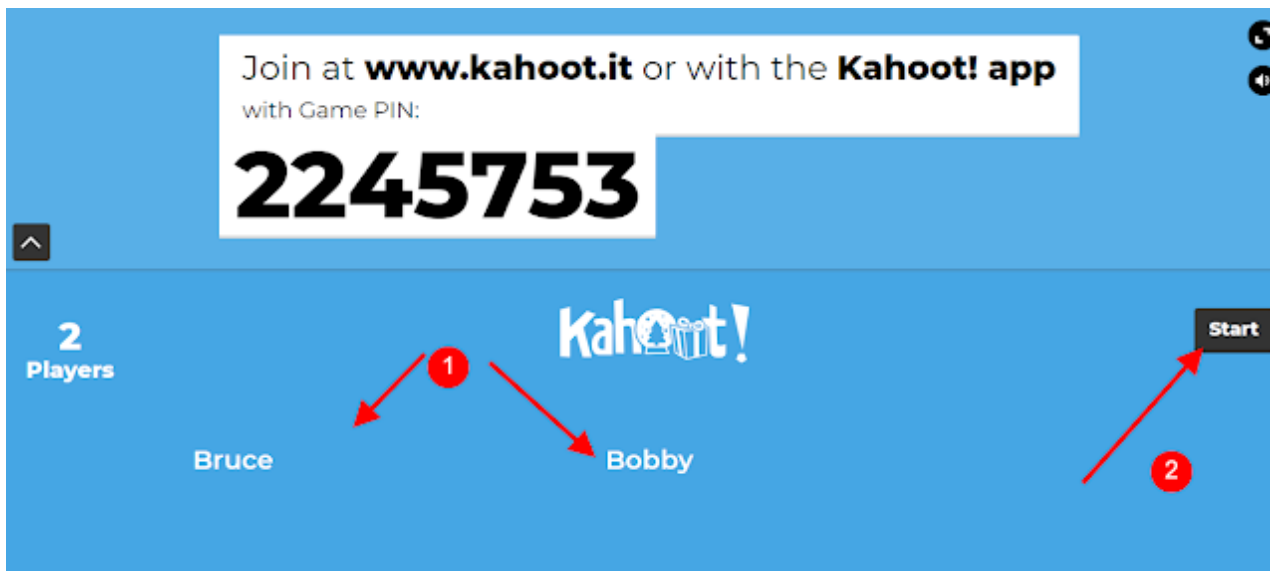 Join at www.kahoot.it or with the Kahoot! app
with Game PIN:
2245753
2
Players
Kahoot!
Start
1
Bruce
Bobby
2